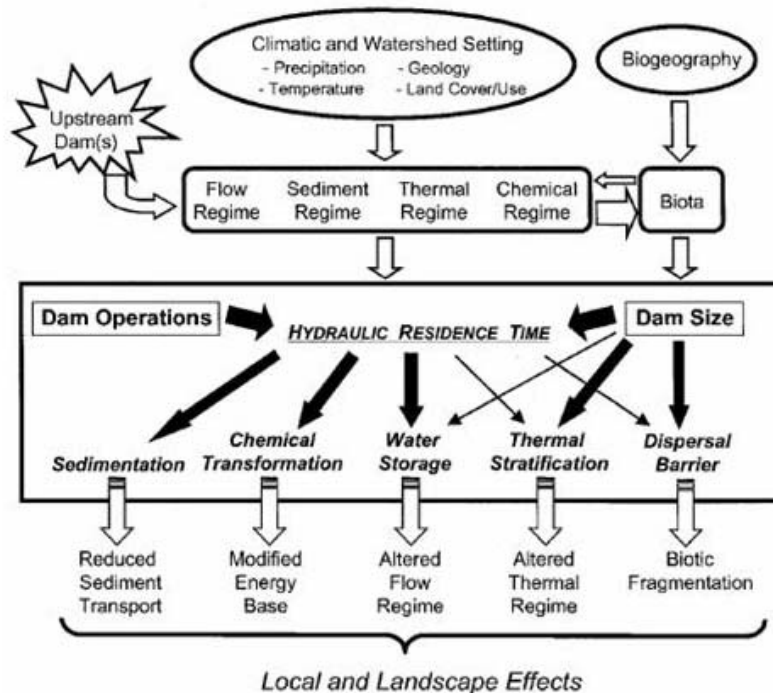 Climatic and Watershed Setting
- Precipitation - Geology
- Temperature - Land Cover/Use
Biogeography
Upstream
Dam(s)
Flow
Regime
Sediment
Regime
Thermal
Regime
Chemical
Regime
Biota
Dam Operations
HYDRAULIC RESIDENCE TIME
Dam Size
Sedimentation
Chemical
Transformation
Water
Storage
Thermal
Stratification
Dispersal
Barrier
Reduced
Sediment
Transport
Modified
Energy
Base
Altered
Flow
Regime
Altered
Thermal
Regime
Biotic
Fragmentation
Local and Landscape Effects